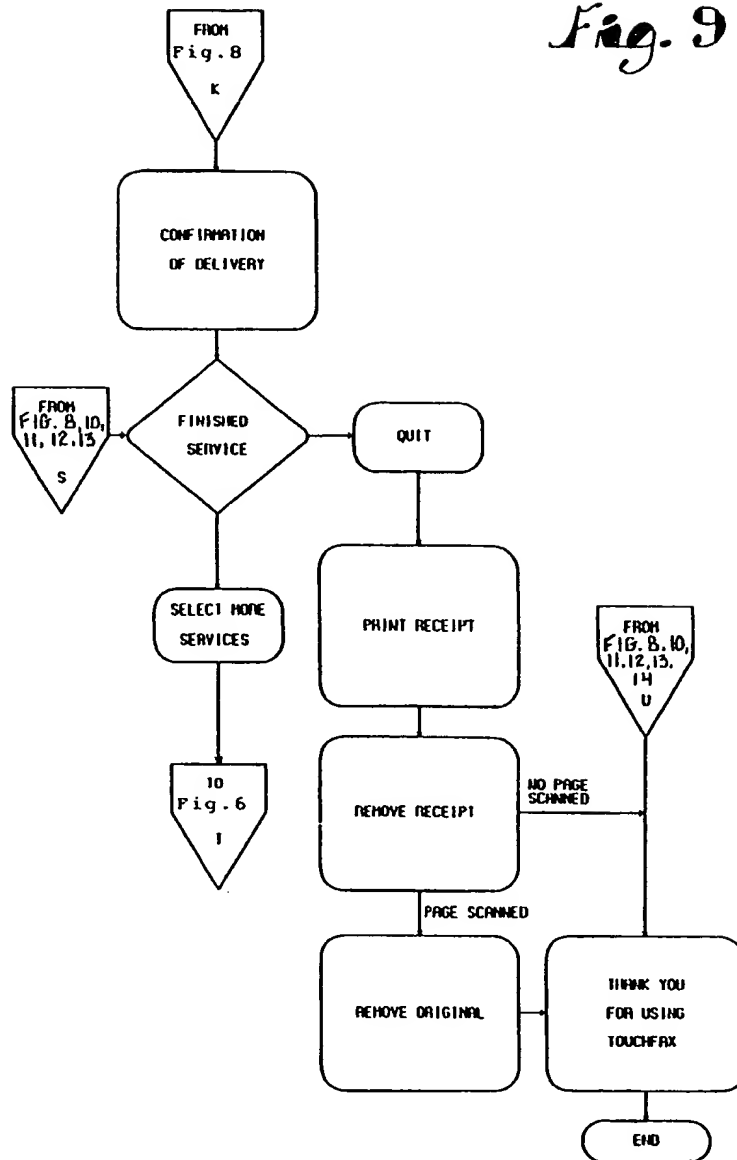 Fig. 9
FROM
Fig.8
K
CONFIRMATION
OF DELIVERY
FROM
FIG. 8, 10,
11, 12, 13
S
FINISHED
SERVICE
QUIT
SELECT MORE
SERVICES
PRINT RECEIPT
FROM
FIG. 8, 10,
11, 12, 13,
14
U
TO
Fig.6
T
REMOVE RECEIPT
NO PAGE
SCANNED
PAGE SCANNED
REMOVE ORIGINAL
THANK YOU
FOR USING
TOUCHFAX
END